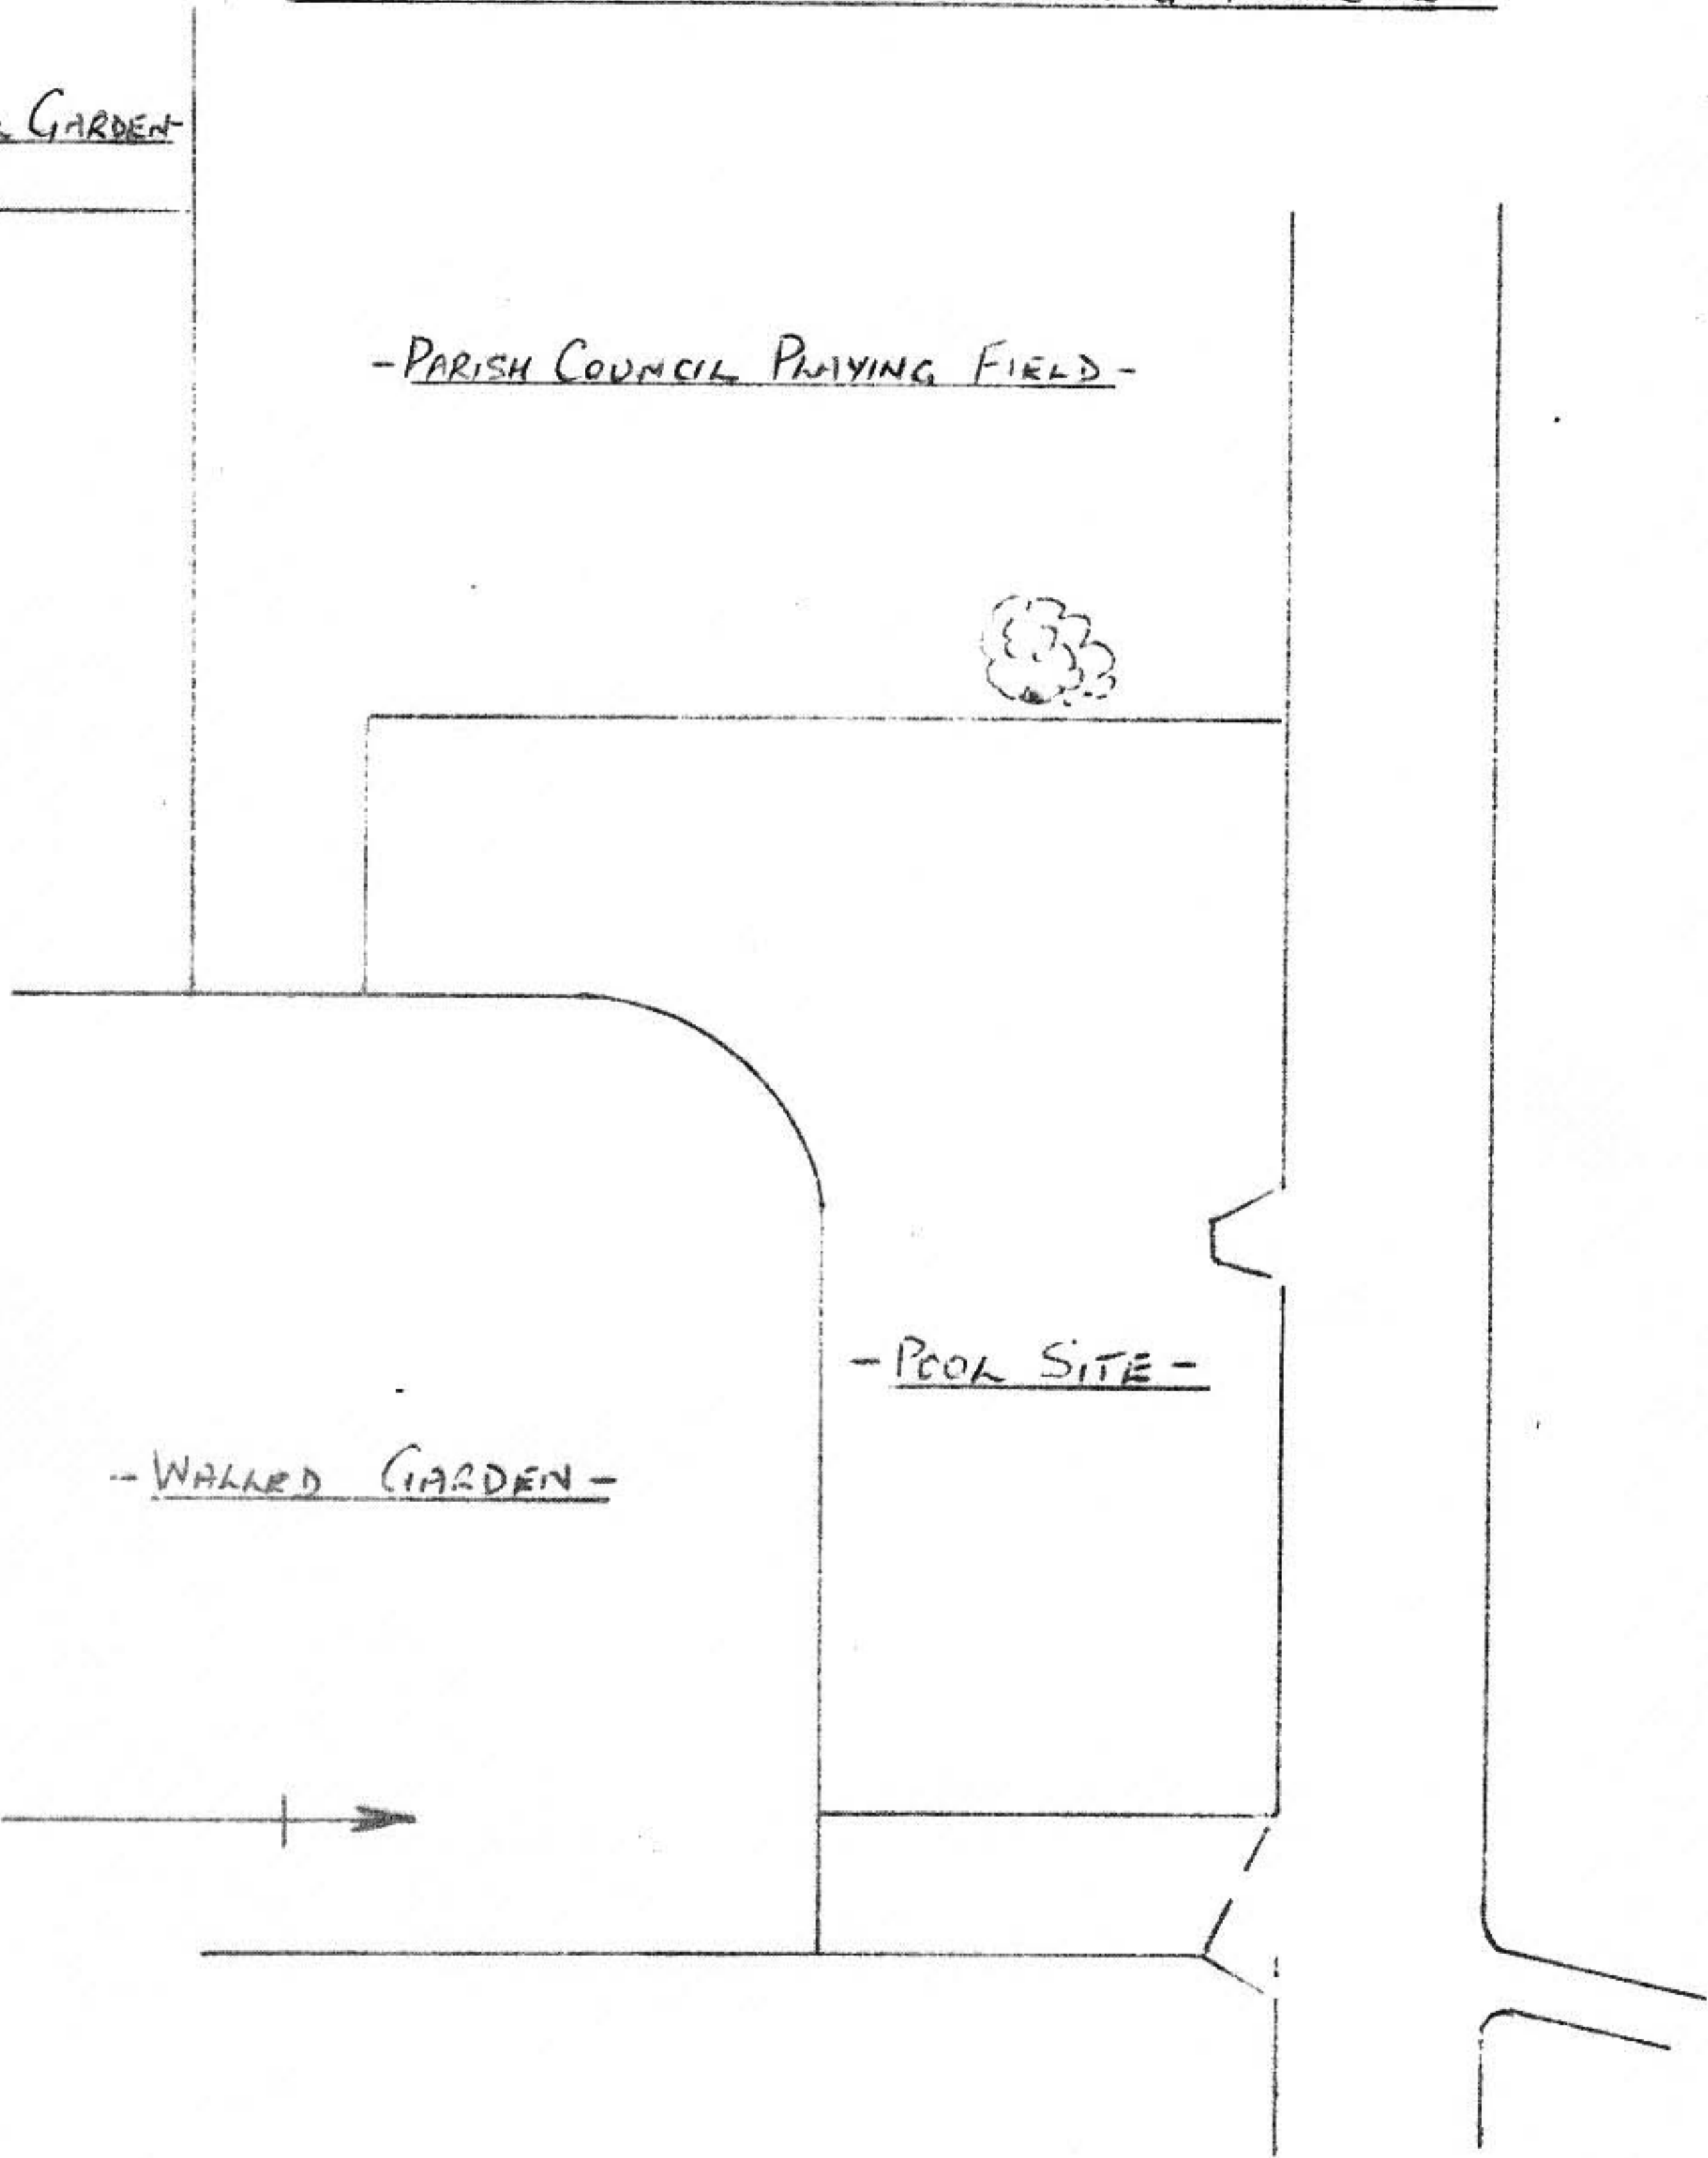 GARDEN
-PARISH COUNCIL PLAYING FIELD-
-POOL SITE-
-WALLED GARDEN-